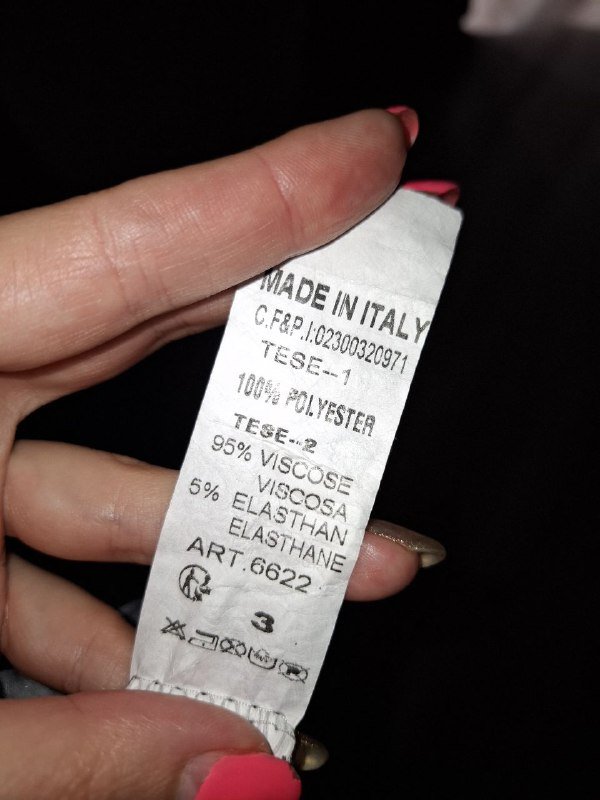 MADE IN ITALY
C.F&P.I:02300320971
TESE--1
100% POLYESTER
TESE--2
95% VISCOSE
VISCOSA
5% ELASTHAN
ELASTHANE
ART.6622
3